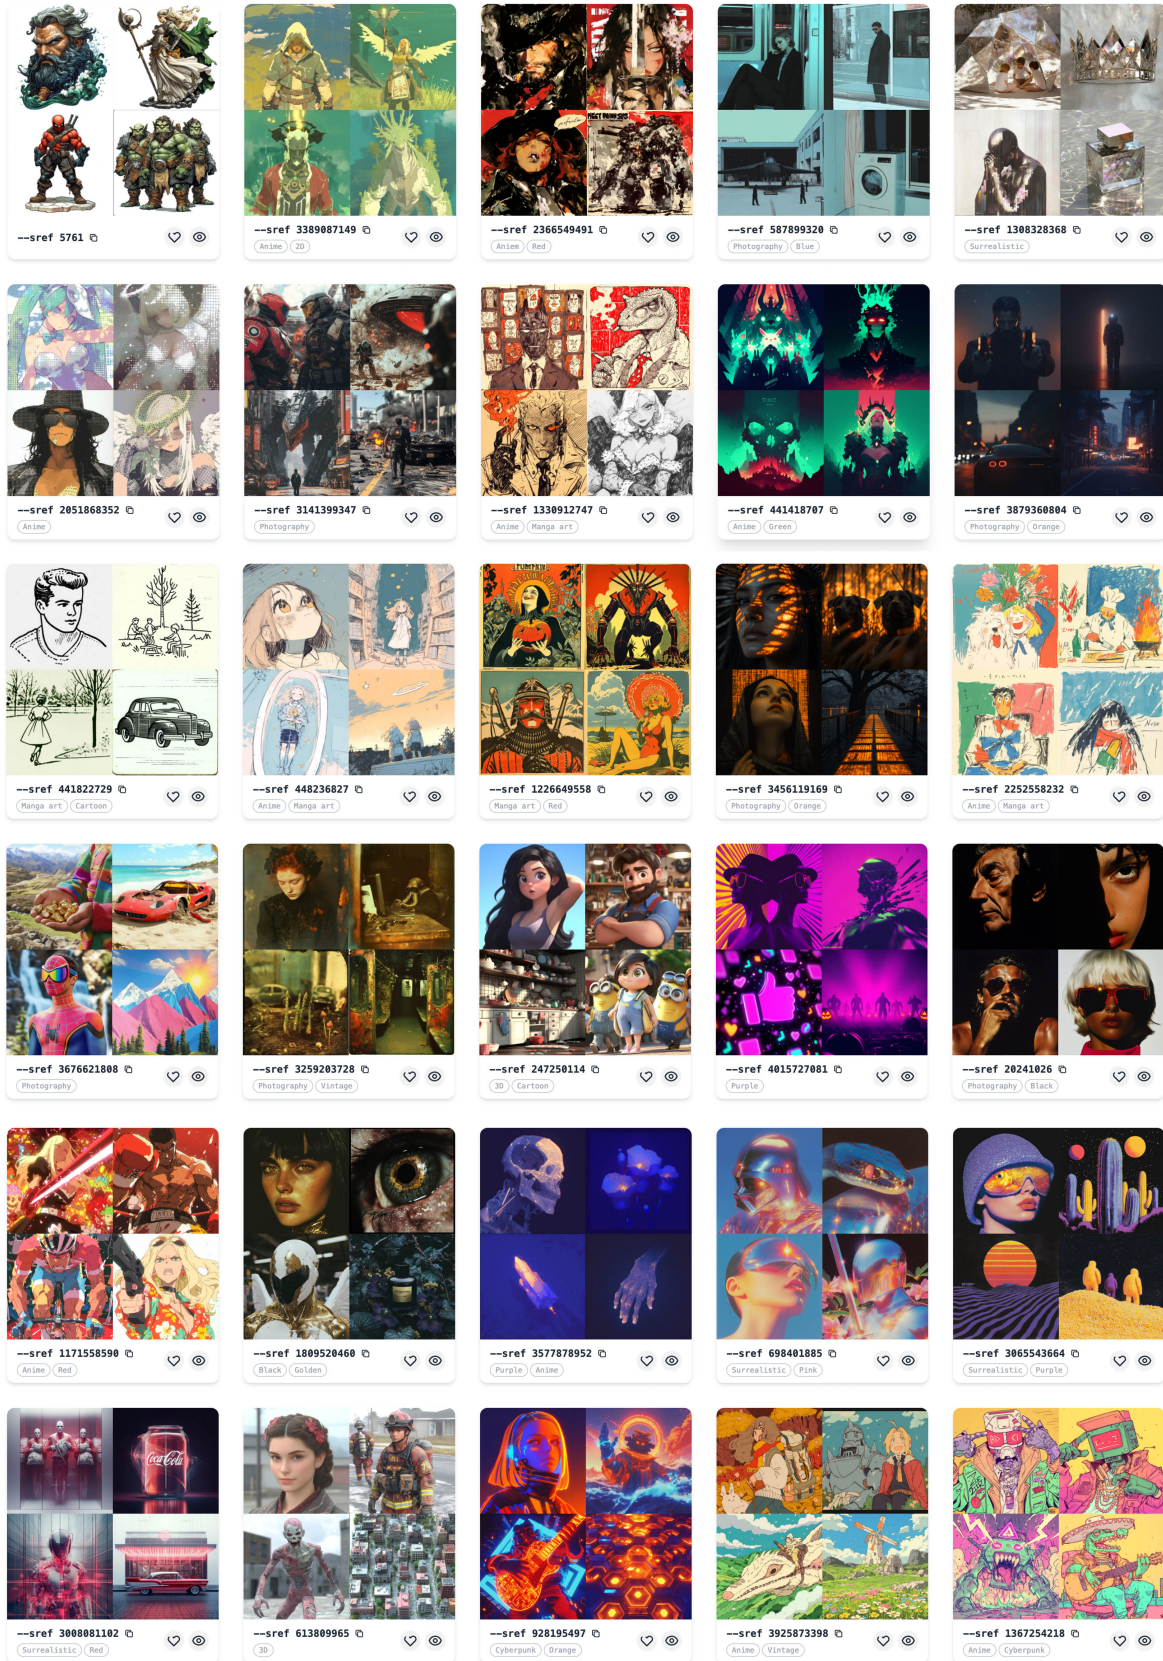 --sref 5761
--sref 3389087149
Anime 2D
--sref 2366549491
Aniem Red
--sref 587899320
Photography Blue
--sref 1308328368
Surrealistic
--sref 2051868352
Anime
--sref 3141399347
Photography
--sref 1330912747
Anime Manga art
--sref 441418707
Anime Green
--sref 3879360804
Photography Orange
--sref 441822729
Manga art Cartoon
--sref 448236827
Anime Manga art
--sref 1226649558
Manga art Red
--sref 3456119169
Photography Orange
--sref 2252558232
Anime Manga art
--sref 3676621808
Photography
--sref 3259203728
Photography Vintage
--sref 247250114
3D Cartoon
--sref 4015727081
Purple
--sref 20241026
Photography Black
--sref 1171558590
Anime Red
--sref 1809520460
Black Golden
--sref 3577878952
Purple Anime
--sref 698401885
Surrealistic Pink
--sref 3065543664
Surrealistic Purple
Coca-Cola
--sref 3008081102
Surrealistic Red
--sref 613809965
3D
--sref 928195497
Cyberpunk Orange
--sref 3925873398
Anime Vintage
--sref 1367254218
Anime Cyberpunk